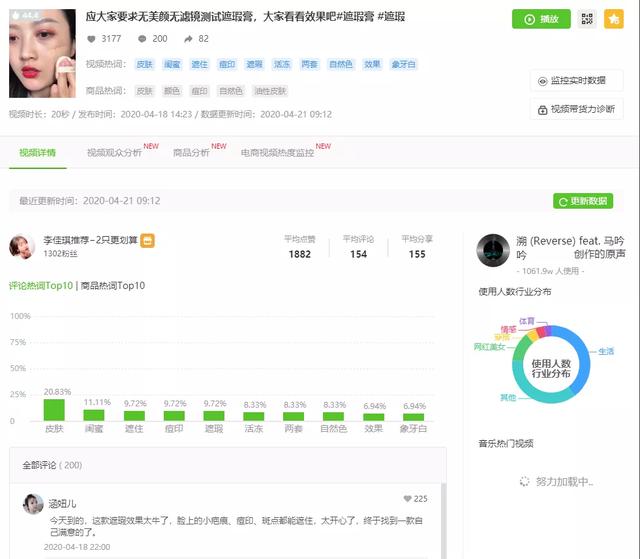 44.4
应大家要求无美颜无滤镜测试遮瑕膏，大家看看效果吧#遮瑕膏 #遮瑕
播放
3177 200 82
视频热词： 皮肤 闺蜜 遮住 痘印 遮瑕 活冻 两套 自然色 效果 象牙白
商品热词： 皮肤 颜色 痘印 自然色 油性皮肤
监控实时数据
视频时长：20秒 / 发布时间：2020-04-18 14:23 / 数据更新时间：2020-04-21 09:12
视频带货力诊断
视频详情 视频观众分析 NEW 商品分析 NEW 电商视频热度监控 NEW
最近更新时间：2020-04-21 09:12
更新数据
李佳琪推荐-2只更划算
1302粉丝
平均点赞 平均评论 平均分享
1882 154 155
溯 (Reverse) feat. 马吟
吟 创作的原声
- 1061.9w 人使用 -
评论热词Top10 | 商品热词Top10
100%
75%
50%
25%
0
20.83% 11.11% 9.72% 9.72% 9.72% 8.33% 8.33% 8.33% 6.94% 6.94%
皮肤 闺蜜 遮住 痘印 遮瑕 活冻 两套 自然色 效果 象牙白
使用人数行业分布
体育
情感
网红美女
生活
其他
使用人数
行业分布
音乐热门视频
努力加载中..
全部评论 ( 200)
涵妞儿
225
今天到的，这款遮瑕效果太牛了，脸上的小疤痕、痘印、斑点都能遮住，太开心了，终于找到一款自
己满意的了。
2020-04-18 22:00